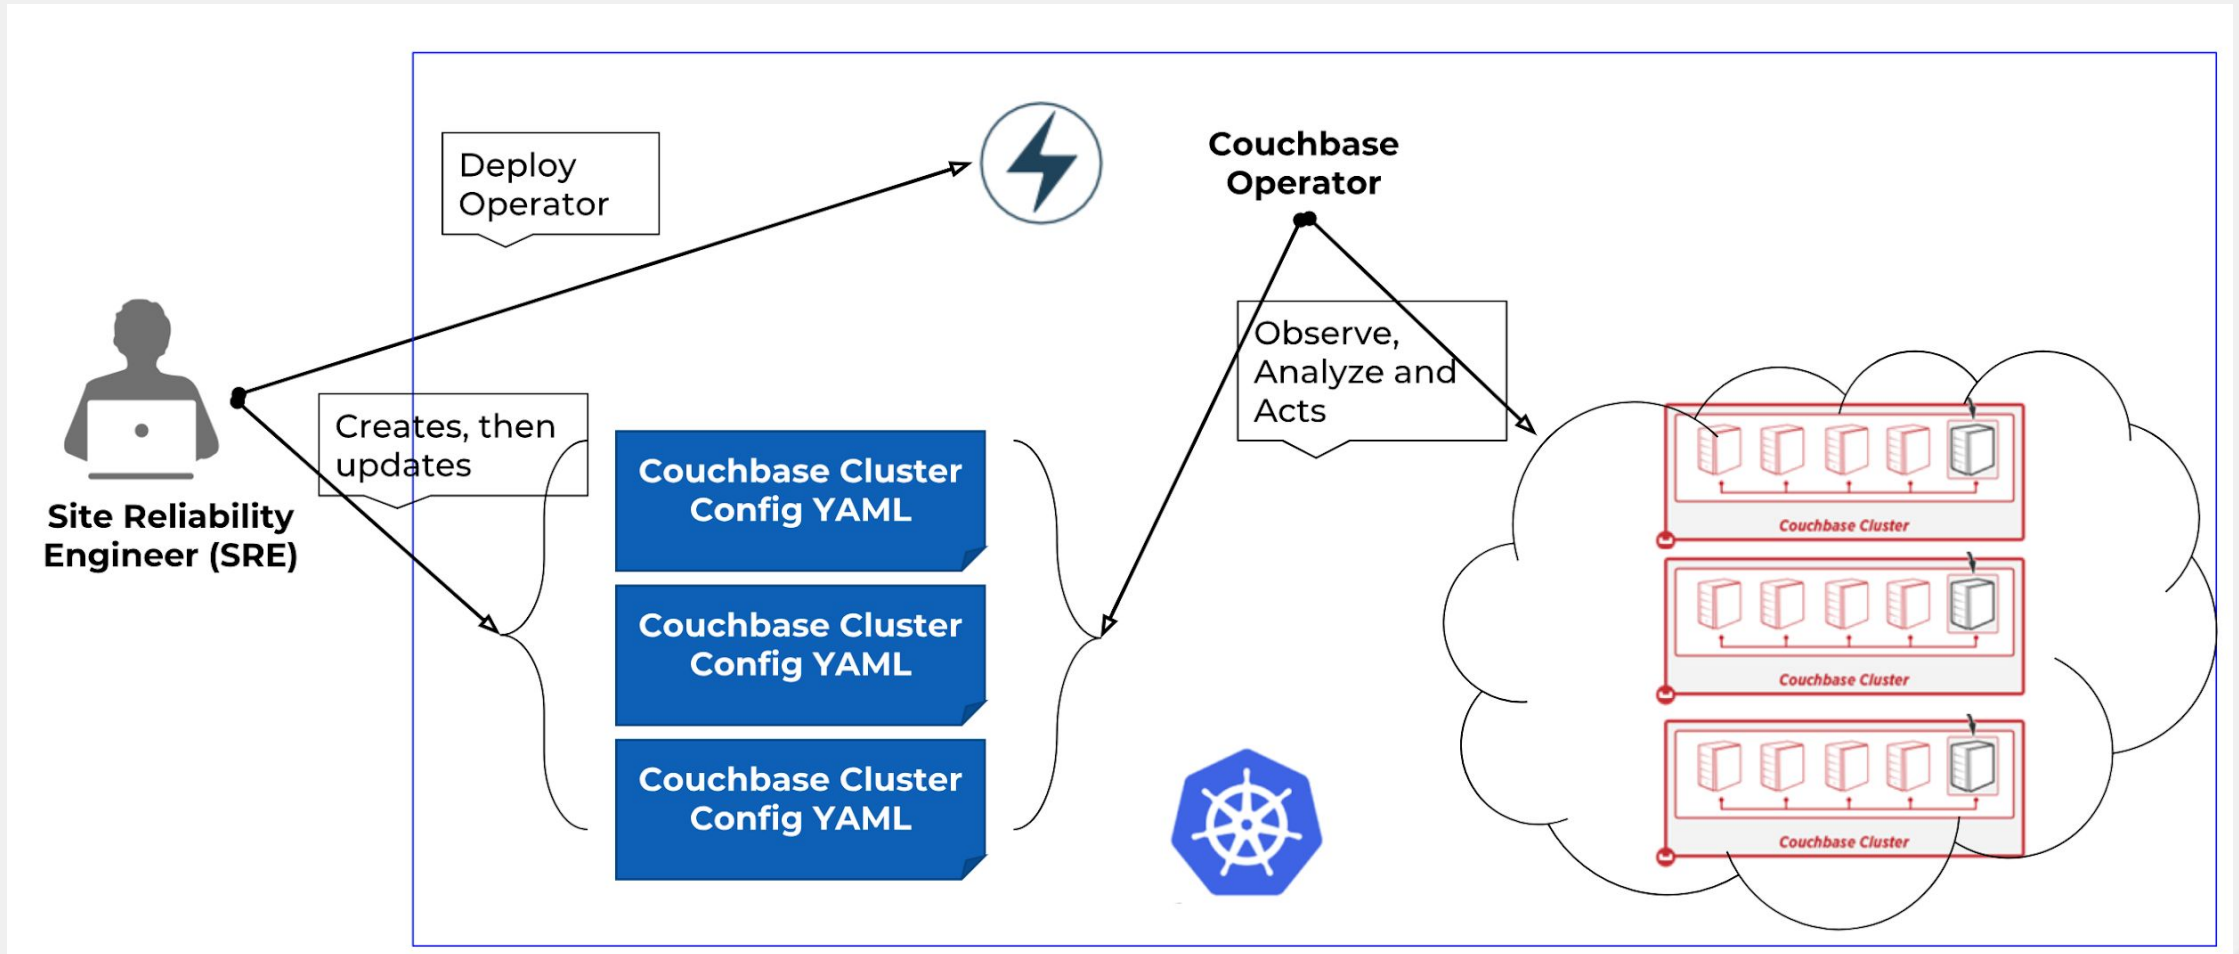 Deploy
Operator
Couchbase
Operator
Observe,
Analyze and
Acts
Creates, then
updates
Site Reliability
Engineer (SRE)
Couchbase Cluster
Config YAML
Couchbase Cluster
Config YAML
Couchbase Cluster
Config YAML
Couchbase Cluster
Couchbase Cluster
Couchbase Cluster